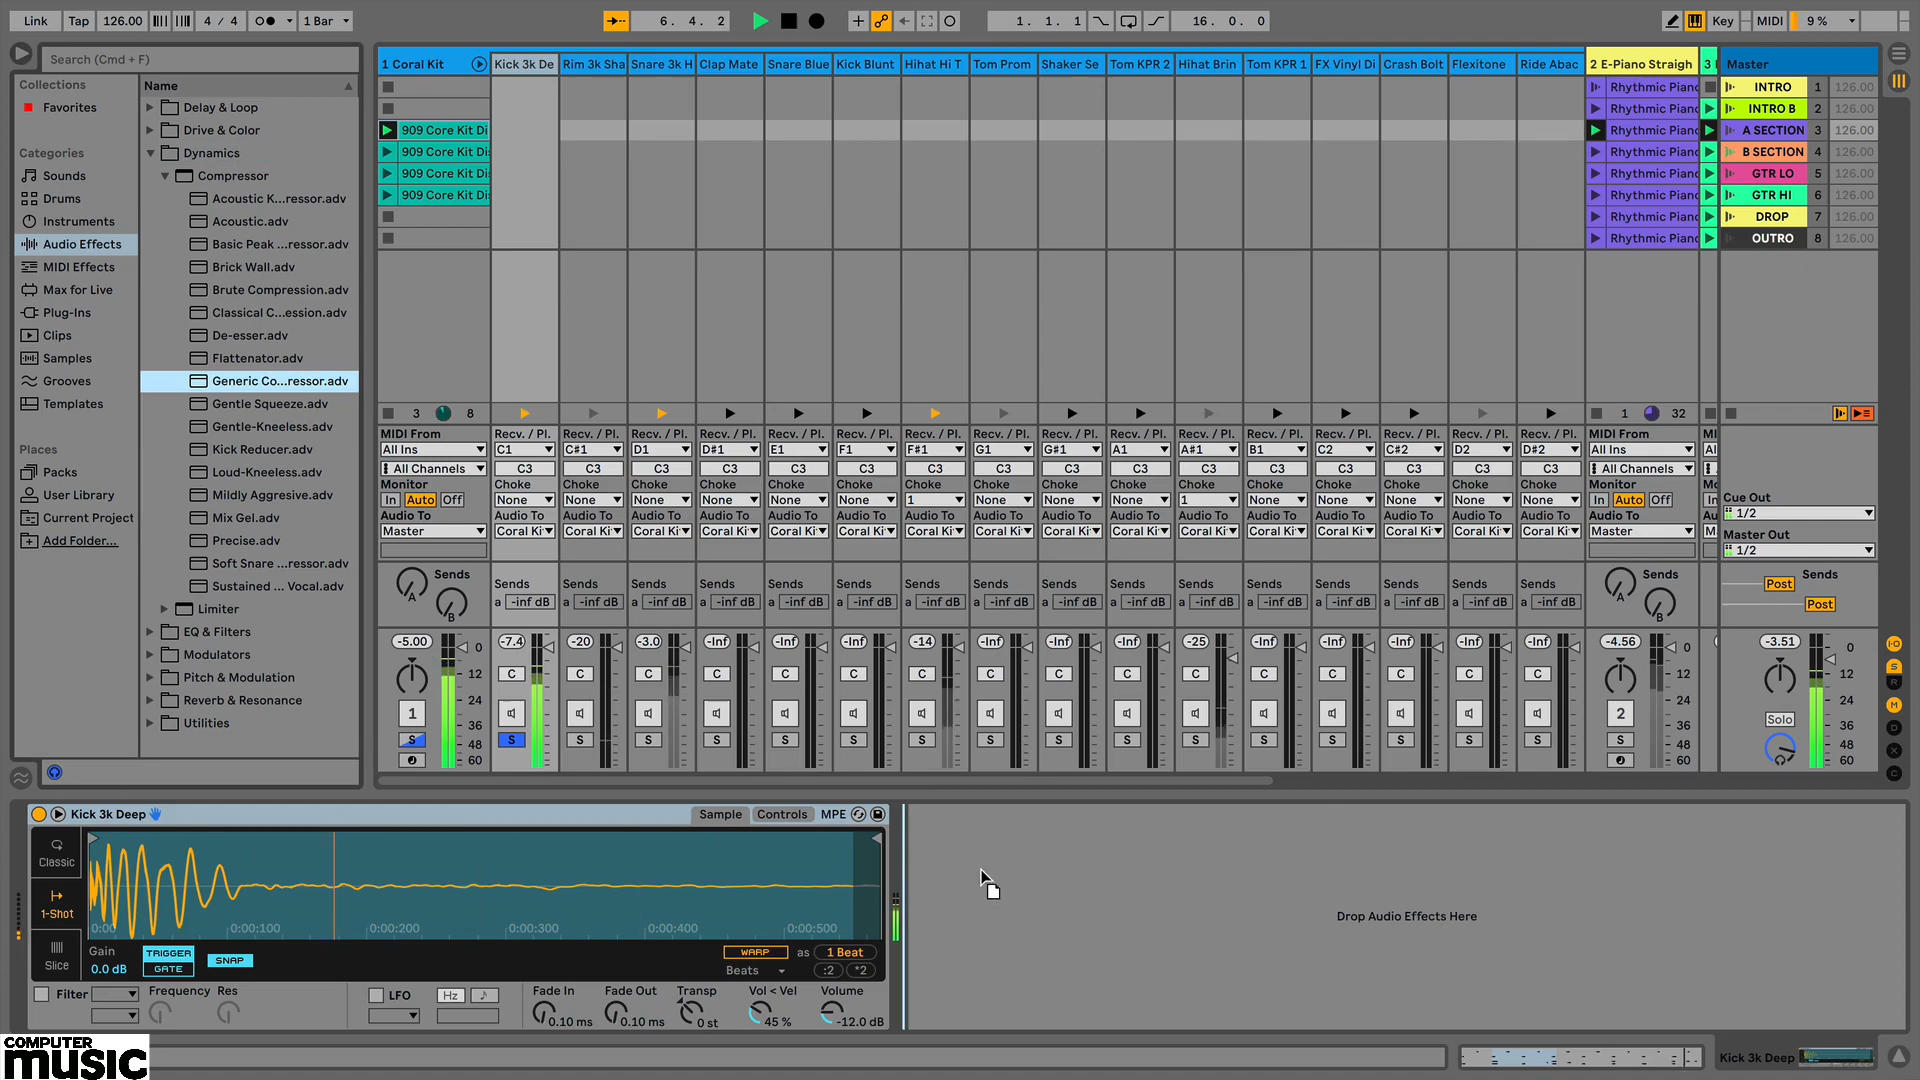 Link Tap 126.00 4 / 4 1 Bar 6. 4. 2 1. 1. 1 16. 0. 0 Key MIDI 9 %
Search (Cmd + F)
Collections
Favorites
Categories
Sounds
Drums
Instruments
Audio Effects
MIDI Effects
Max for Live
Plug-Ins
Clips
Samples
Grooves
Templates
Places
Packs
User Library
Current Project
Add Folder...
Name
Delay & Loop
Drive & Color
Dynamics
Compressor
Acoustic K...ressor.adv
Acoustic.adv
Basic Peak ...ressor.adv
Brick Wall.adv
Brute Compression.adv
Classical C...ession.adv
De-esser.adv
Flattenator.adv
Generic Co...ressor.adv
Gentle Squeeze.adv
Gentle-Kneeless.adv
Kick Reducer.adv
Loud-Kneeless.adv
Mildly Aggresive.adv
Mix Gel.adv
Precise.adv
Soft Snare ...ressor.adv
Sustained ... Vocal.adv
Limiter
EQ & Filters
Modulators
Pitch & Modulation
Reverb & Resonance
Utilities
1 Coral Kit Kick 3k De Rim 3k Sha Snare 3k H Clap Mate Snare Blue Kick Blunt Hihat Hi T Tom Prom Shaker Se Tom KPR 2 Hihat Brin Tom KPR 1 FX Vinyl Di Crash Bolt Flexitone Ride Abac 2 E-Piano Straigh 3 Master
Rhythmic Pianc INTRO 1 126.00
Rhythmic Pianc INTRO B 2 126.00
909 Core Kit Di Rhythmic Pianc A SECTION 3 126.00
909 Core Kit Di Rhythmic Pianc B SECTION 4 126.00
909 Core Kit Di Rhythmic Pianc GTR LO 5 126.00
909 Core Kit Di Rhythmic Pianc GTR HI 6 126.00
Rhythmic Pianc DROP 7 126.00
Rhythmic Pianc OUTRO 8 126.00
3 8 1 32
MIDI From Recv. / Pl. Recv. / Pl. Recv. / Pl. Recv. / Pl. Recv. / Pl. Recv. / Pl. Recv. / Pl. Recv. / Pl. Recv. / Pl. Recv. / Pl. Recv. / Pl. Recv. / Pl. Recv. / Pl. Recv. / Pl. Recv. / Pl. Recv. / Pl. MIDI From MI
All Ins C1 C#1 D1 D#1 E1 F1 F#1 G1 G#1 A1 A#1 B1 C2 C#2 D2 D#2 All Ins
All Channels C3 C3 C3 C3 C3 C3 C3 C3 C3 C3 C3 C3 C3 C3 C3 C3 All Channels
Monitor Choke Choke Choke Choke Choke Choke Choke Choke Choke Choke Choke Choke Choke Choke Choke Choke Monitor
In Auto Off None None None None None None 1 None None None 1 None None None None None In Auto Off
Audio To Audio To Audio To Audio To Audio To Audio To Audio To Audio To Audio To Audio To Audio To Audio To Audio To Audio To Audio To Audio To Audio To Audio To
Master Coral Ki Coral Ki Coral Ki Coral Ki Coral Ki Coral Ki Coral Ki Coral Ki Coral Ki Coral Ki Coral Ki Coral Ki Coral Ki Coral Ki Coral Ki Coral Ki Master
Cue Out
1/2
Master Out
1/2
Sends Sends Sends Sends Sends Sends Sends Sends Sends Sends Sends Sends Sends Sends Sends Sends Sends Sends Sends
A B a -inf dB a -inf dB a -inf dB a -inf dB a -inf dB a -inf dB a -inf dB a -inf dB a -inf dB a -inf dB a -inf dB a -inf dB a -inf dB a -inf dB a -inf dB a -inf dB A B Post Post
-5.00 0 -7.4 -20 -3.0 -Inf -Inf -Inf -14 -Inf -Inf -Inf -25 -Inf -Inf -Inf -Inf -Inf -4.56 0 -3.51 0
12 C C C C C C C C C C C C C C C C 12 12
24 24 24
1 36 2 36 Solo 36
S 48 S S S S S S S S S S S S S S S S S 48 48
60 60 60
Kick 3k Deep Sample Controls MPE
Classic
1-Shot
Slice
0:00 0:00:100 0:00:200 0:00:300 0:00:400 0:00:500
Gain TRIGGER SNAP WARP as 1 Beat
0.0 dB GATE Beats :2 *2
Filter Frequency Res LFO Hz Fade In Fade Out Transp Vol < Vel Volume
0.10 ms 0.10 ms 0 st 45 % -12.0 dB
Drop Audio Effects Here
COMPUTER
music
Kick 3k Deep